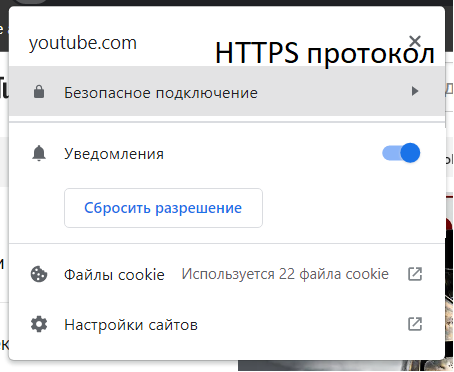 youtube.com
HTTPS протокол
Безопасное подключение
Уведомления
Сбросить разрешение
Файлы cookie Используется 22 файла cookie
Настройки сайтов